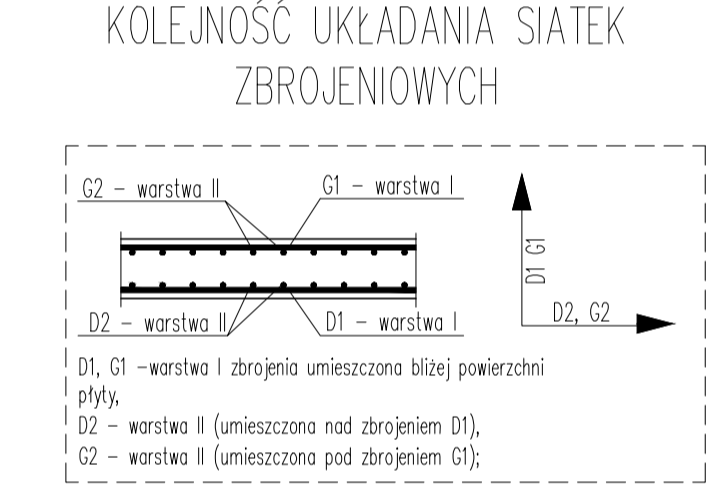 KOLEJNOŚĆ UKŁADANIA SIATEK
ZBROJENIOWYCH
G2 - warstwa II
G1 - warstwa I
D1 G1
D2, G2
D2 - warstwa II
D1 - warstwa I
D1, G1 -warstwa I zbrojenia umieszczona bliżej powierzchni
płyty,
D2 - warstwa II (umieszczona nad zbrojeniem D1),
G2 - warstwa II (umieszczona pod zbrojeniem G1);